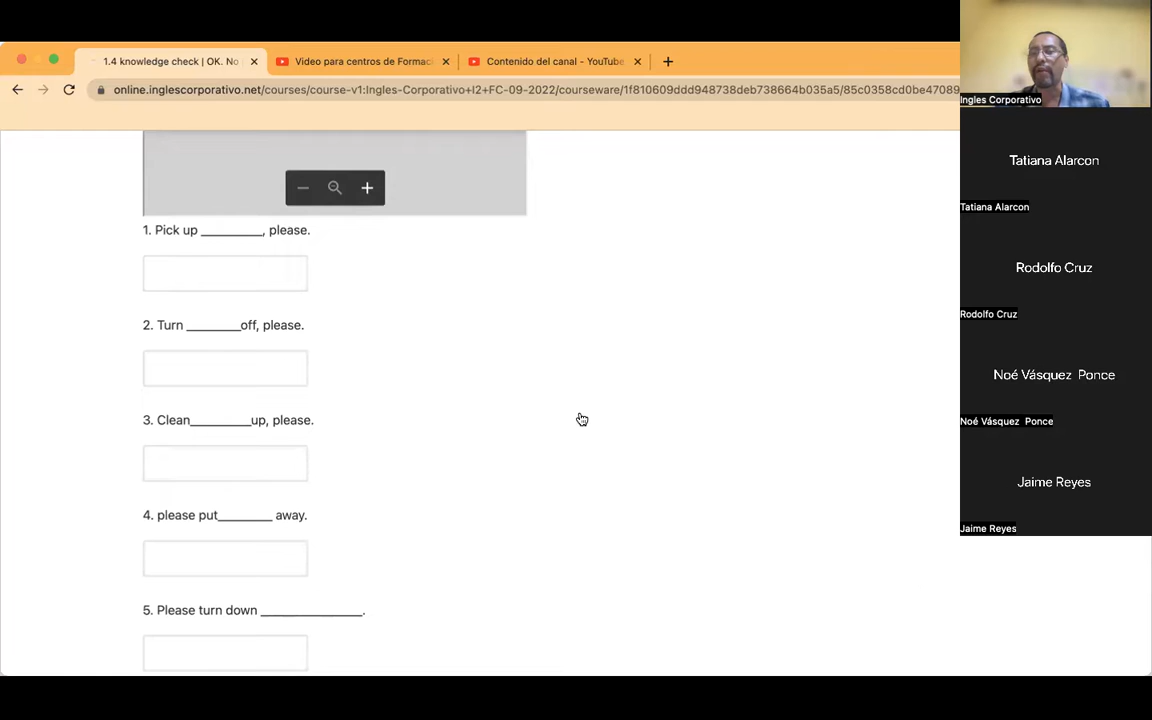 1.4 knowledge check | OK. No
Video para centros de Formac
Contenido del canal - YouTube
online.inglescorporativo.net/courses/course-v1:Ingles-Corporativo+I2+FC-09-2022/courseware/1f810609ddd948738deb738664b035a5/85c0358cd0be47089
Ingles Corporativo
Tatiana Alarcon
Tatiana Alarcon
Rodolfo Cruz
Rodolfo Cruz
Noé Vásquez Ponce
Noé Vásquez Ponce
Jaime Reyes
Jaime Reyes
1. Pick up _________, please.
2. Turn ________off, please.
3. Clean_________up, please.
4. please put________ away.
5. Please turn down _______________.